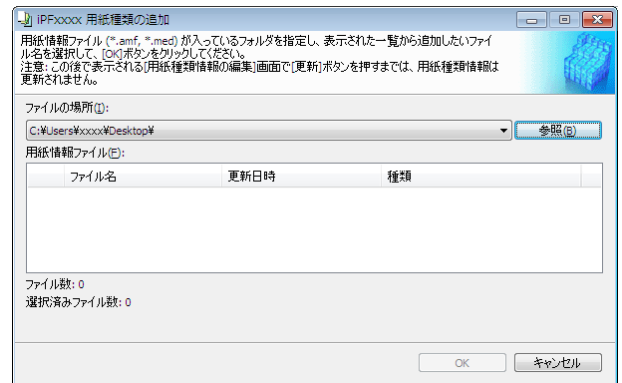 iPFxxxx 用紙種類の追加
用紙情報ファイル (*.amf, *.med) が入っているフォルダを指定し、表示された一覧から追加したいファイ
ル名を選択して、[OK]ボタンをクリックしてください。
注意: この後で表示される[用紙種類情報の編集]画面で[更新]ボタンを押すまでは、用紙種類情報は
更新されません。
ファイルの場所(I):
C:¥Users¥xxxx¥Desktop¥
参照(B)
用紙情報ファイル(F):
ファイル名 更新日時 種類
ファイル数: 0
選択済みファイル数: 0
OK キャンセル